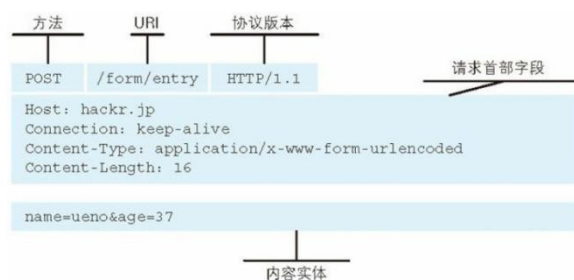 方法 URI 协议版本
请求首部字段
POST /form/entry HTTP/1.1
Host: hackr.jp
Connection: keep-alive
Content-Type: application/x-www-form-urlencoded
Content-Length: 16
name=ueno&age=37
内容实体